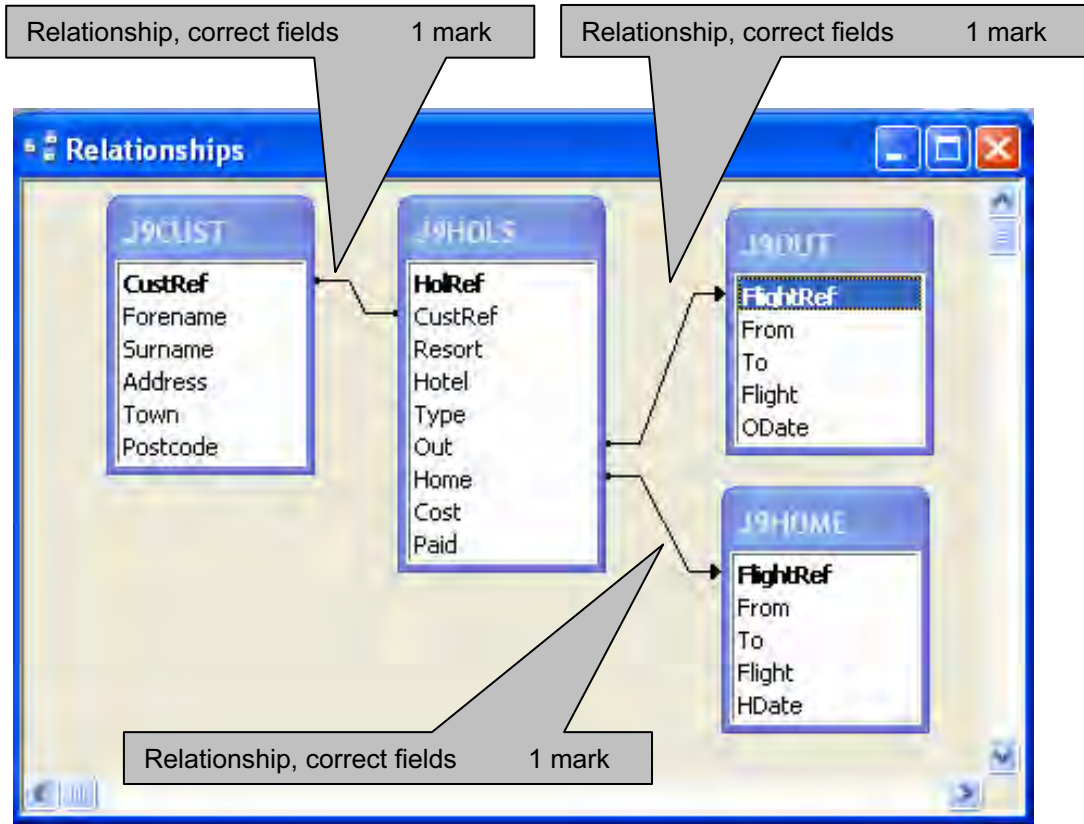 Relationship, correct fields 1 mark
Relationship, correct fields 1 mark
Relationships
J9CUST
CustRef
Forename
Surname
Address
Town
Postcode
J9HOLS
HolRef
CustRef
Resort
Hotel
Type
Out
Home
Cost
Paid
J9OUT
FlightRef
From
To
Flight
ODate
J9HOME
FlightRef
From
To
Flight
HDate
Relationship, correct fields 1 mark